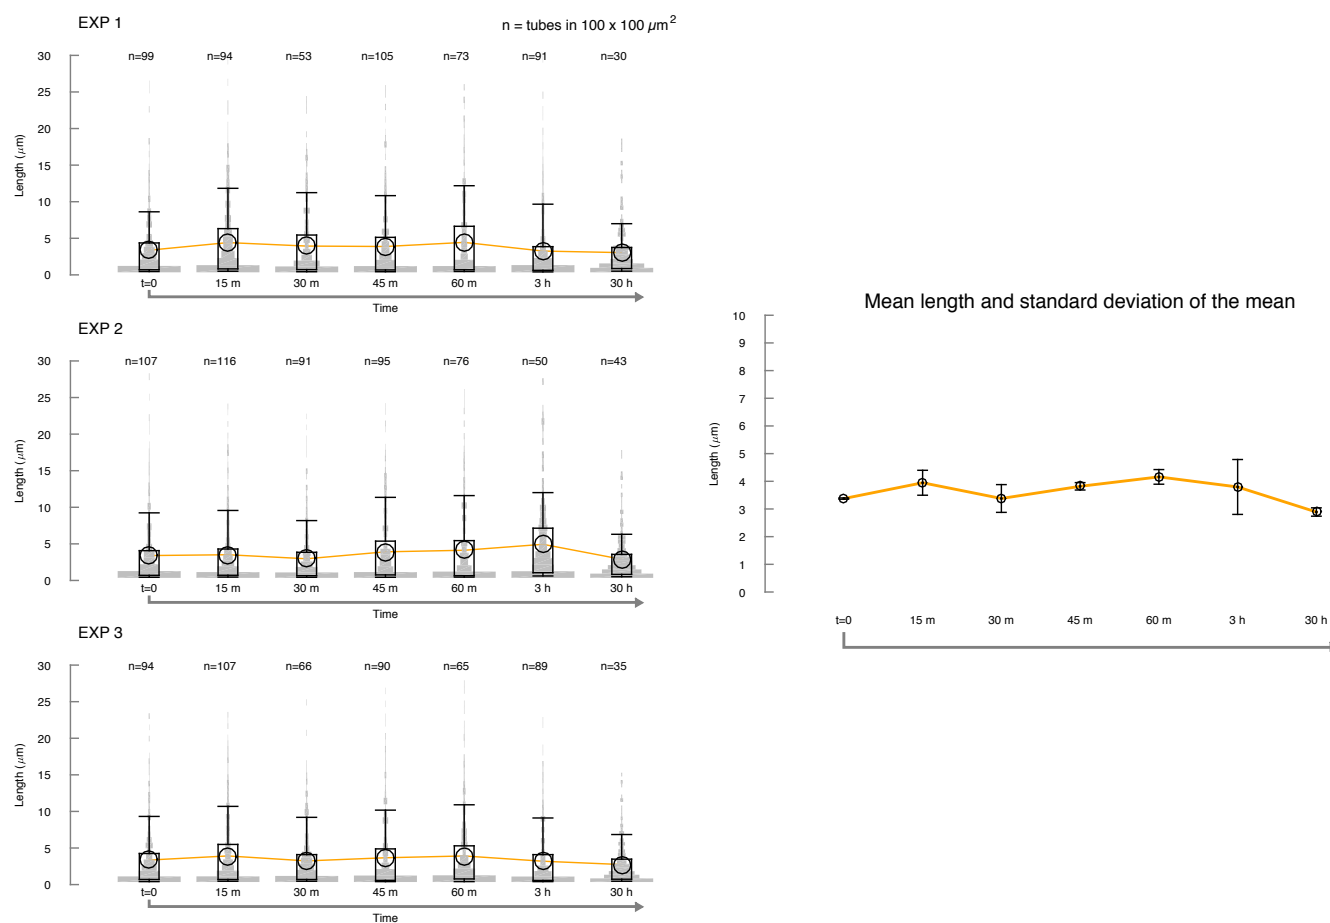 EXP 1
n = tubes in 100 x 100 μm²
n=99 n=94 n=53 n=105 n=73 n=91 n=30
30
25
20
15
10
5
0
Length (μm)
t=0 15 m 30 m 45 m 60 m 3 h 30 h
Time
EXP 2
n=107 n=116 n=91 n=95 n=76 n=50 n=43
30
25
20
15
10
5
0
Length (μm)
t=0 15 m 30 m 45 m 60 m 3 h 30 h
Time
EXP 3
n=94 n=107 n=66 n=90 n=65 n=89 n=35
30
25
20
15
10
5
0
Length (μm)
t=0 15 m 30 m 45 m 60 m 3 h 30 h
Time
Mean length and standard deviation of the mean
10
9
8
7
6
5
4
3
2
1
0
Length (μm)
t=0 15 m 30 m 45 m 60 m 3 h 30 h